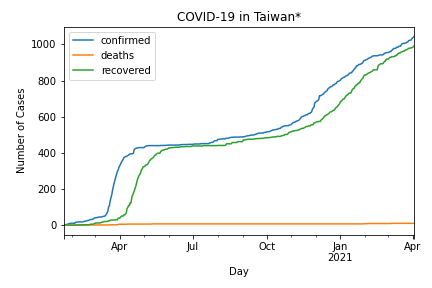 COVID-19 in Taiwan*
confirmed
deaths
recovered
Number of Cases
1000
800
600
400
200
0
Apr
Jul
Oct
Jan
2021
Apr
Day